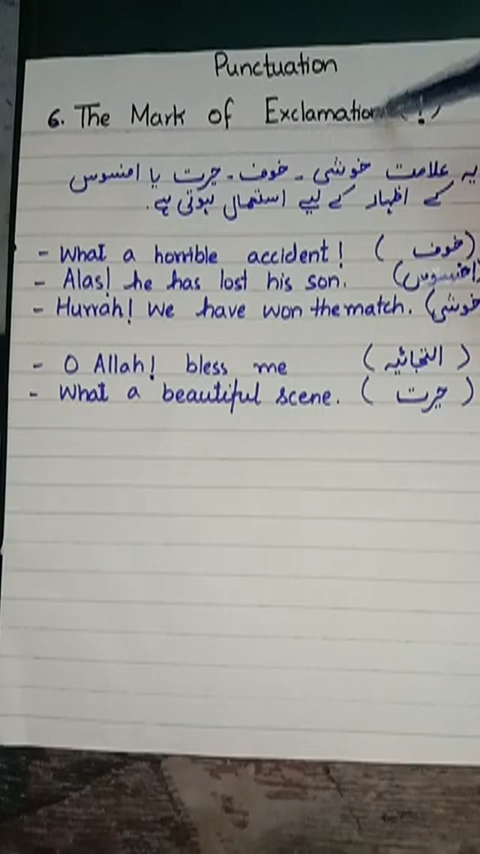 Punctuation
6. The Mark of Exclamation (!)
یہ علامت خوشی - خوف - حیرت یا افسوس
کے اظہار کے لیے استعمال ہوتی ہے.
- What a horrible accident! (خوف)
- Alas! he has lost his son. (افسوس)
- Hurrah! we have won the match. (خوشی)
- O Allah! bless me (التجائیہ)
- What a beautiful scene. (حیرت)